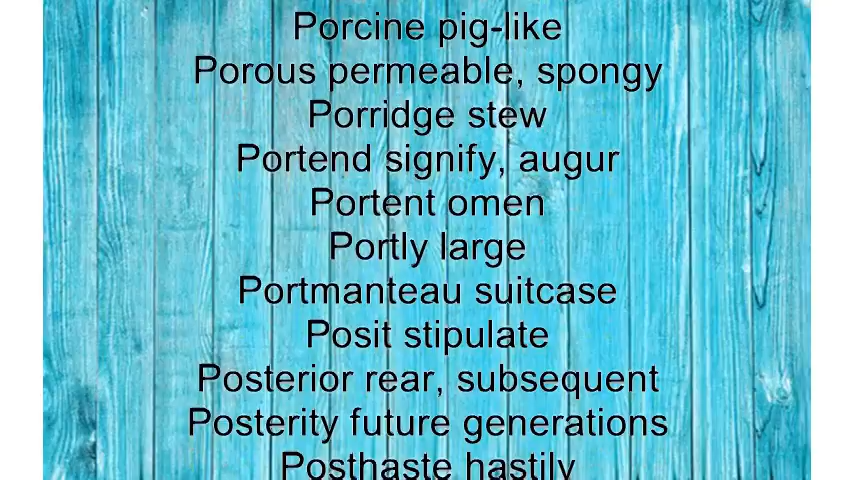 Porcine pig-like
Porous permeable, spongy
Porridge stew
Portend signify, augur
Portent omen
Portly large
Portmanteau suitcase
Posit stipulate
Posterior rear, subsequent
Posterity future generations
Posthaste hastily